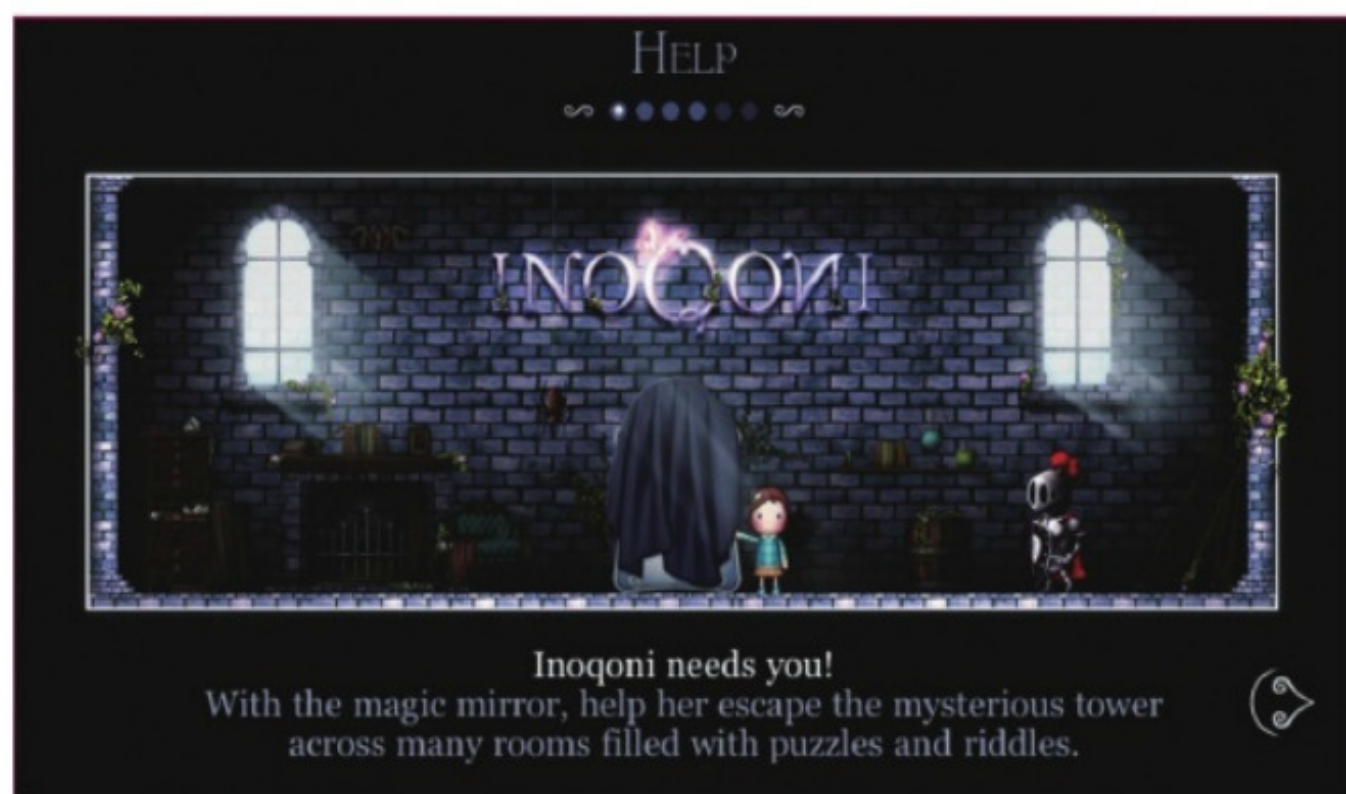 HELP
INOQONI
Inoqoni needs you!
With the magic mirror, help her escape the mysterious tower
across many rooms filled with puzzles and riddles.